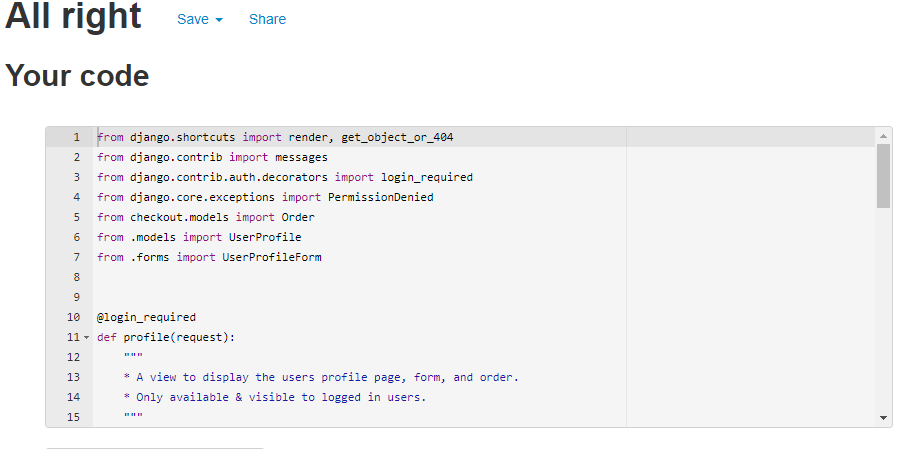 All right Save Share
Your code
1 from django.shortcuts import render, get_object_or_404
2 from django.contrib import messages
3 from django.contrib.auth.decorators import login_required
4 from django.core.exceptions import PermissionDenied
5 from checkout.models import Order
6 from .models import UserProfile
7 from .forms import UserProfileForm
8
9
10 @login_required
11 def profile(request):
12 """
13 * A view to display the users profile page, form, and order.
14 * Only available & visible to logged in users.
15 """